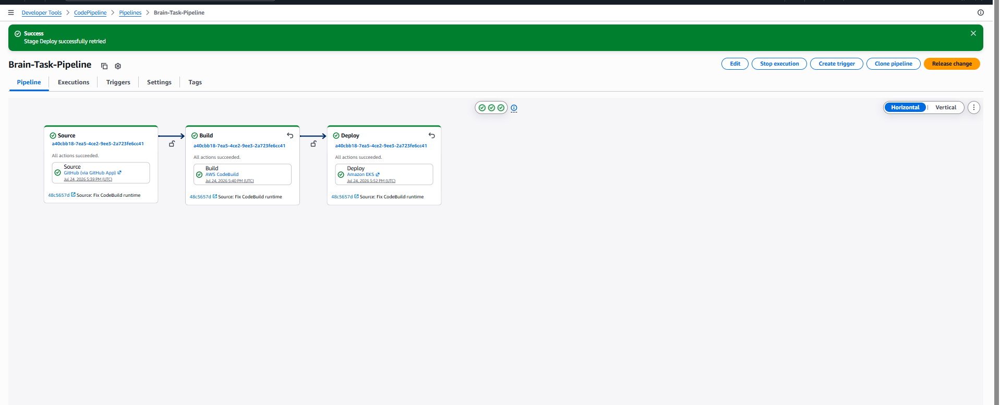 Developer Tools > CodePipeline > Pipelines > Brain-Task-Pipeline
Success
Stage Deploy successfully retried
Brain-Task-Pipeline
Edit
Stop execution
Create trigger
Clone pipeline
Release change
Pipeline
Executions
Triggers
Settings
Tags
Horizontal
Vertical
Source
a40cbb18-7ea5-4ce2-9ee3-2a723fe6cc41
All actions succeeded.
Source
GitHub (via GitHub App)
Jul 24, 2026 5:39 PM (UTC)
48c5657d Source: Fix CodeBuild runtime
Build
a40cbb18-7ea5-4ce2-9ee3-2a723fe6cc41
All actions succeeded.
Build
AWS CodeBuild
Jul 24, 2026 5:40 PM (UTC)
48c5657d Source: Fix CodeBuild runtime
Deploy
a40cbb18-7ea5-4ce2-9ee3-2a723fe6cc41
All actions succeeded.
Deploy
Amazon EKS
Jul 24, 2026 5:52 PM (UTC)
48c5657d Source: Fix CodeBuild runtime